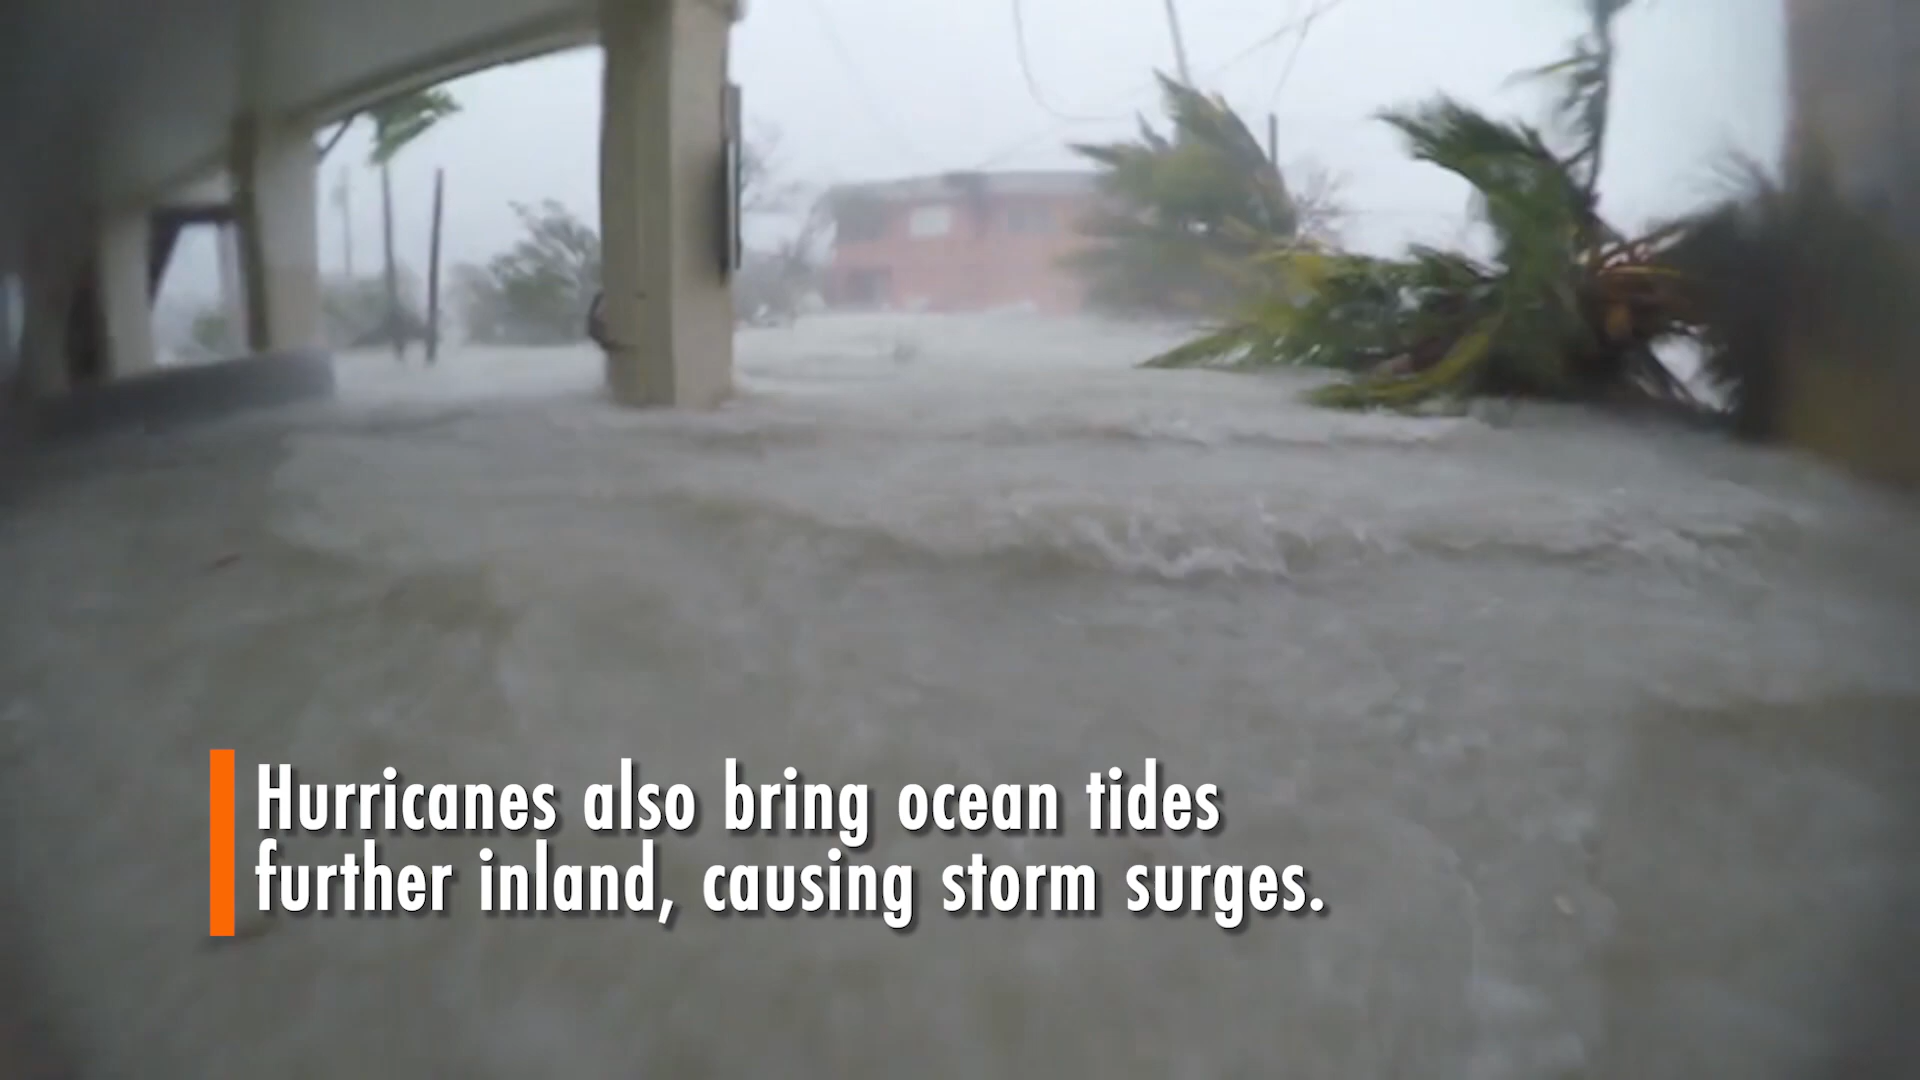 Hurricanes also bring ocean tides
further inland, causing storm surges.